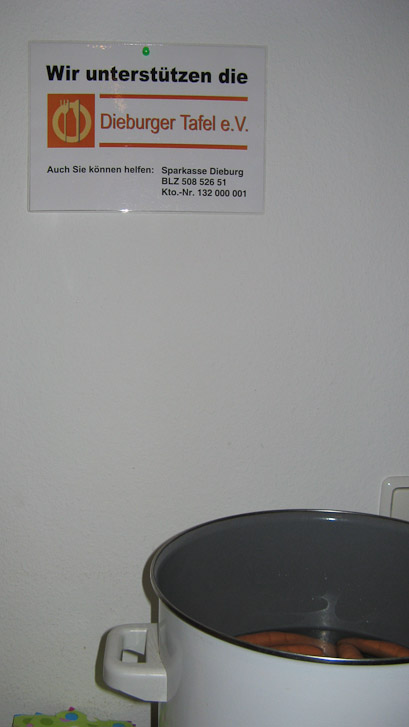 Wir unterstützen die
Dieburger Tafel e.V.
Auch Sie können helfen: Sparkasse Dieburg
BLZ 508 526 51
Kto.-Nr. 132 000 001